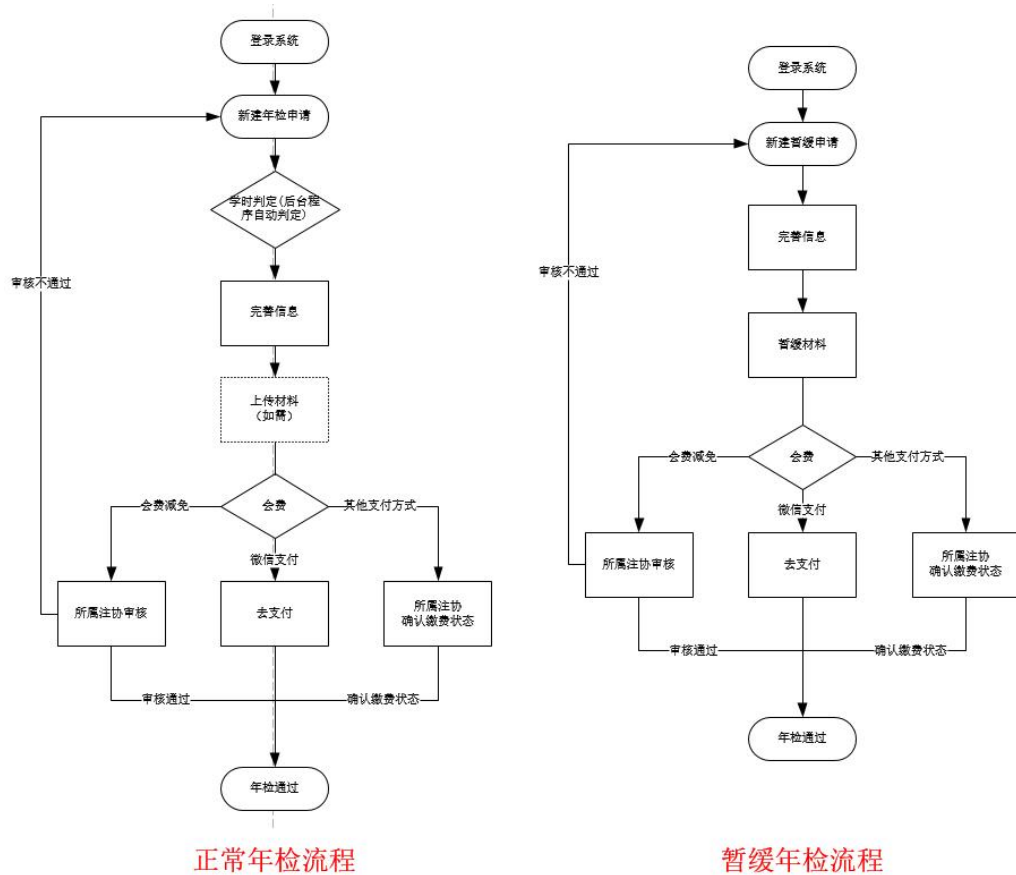 登录系统
新建年检申请
学时判定(后台程
序自动判定)
审核不通过
完善信息
上传材料
（如需）
会费减免
会费
其他支付方式
微信支付
所属注协审核
去支付
所属注协
确认缴费状态
审核通过
确认缴费状态
年检通过
正常年检流程
登录系统
新建暂缓申请
完善信息
审核不通过
暂缓材料
会费减免
会费
其他支付方式
微信支付
所属注协审核
去支付
所属注协
确认缴费状态
审核通过
确认缴费状态
年检通过
暂缓年检流程